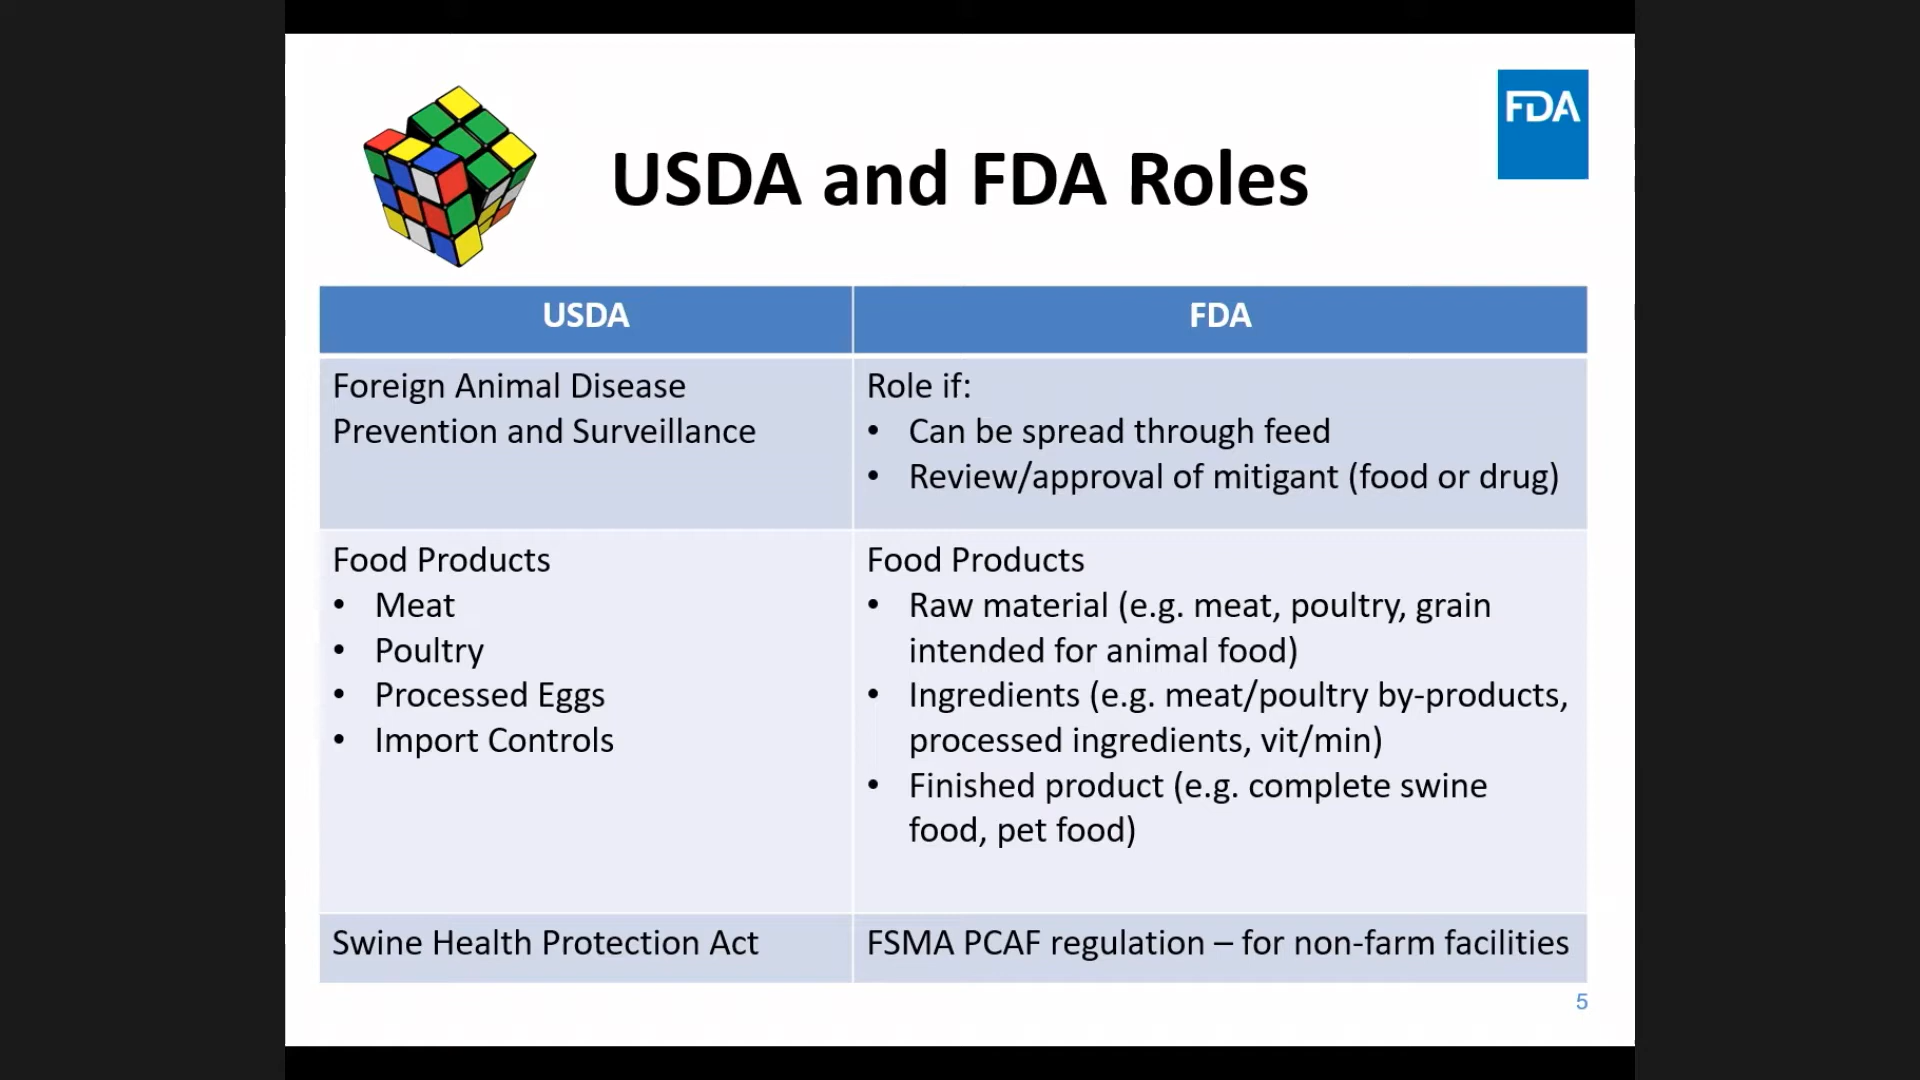 FDA
USDA and FDA Roles
USDA
FDA
Foreign Animal Disease
Prevention and Surveillance
Role if:
• Can be spread through feed
• Review/approval of mitigant (food or drug)
Food Products
• Meat
• Poultry
• Processed Eggs
• Import Controls
Food Products
• Raw material (e.g. meat, poultry, grain
intended for animal food)
• Ingredients (e.g. meat/poultry by-products,
processed ingredients, vit/min)
• Finished product (e.g. complete swine
food, pet food)
Swine Health Protection Act
FSMA PCAF regulation – for non-farm facilities
5